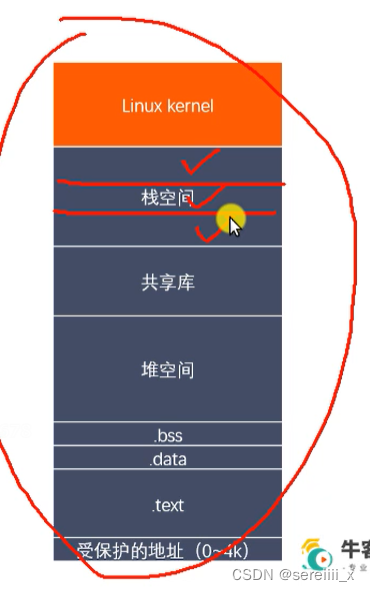 Linux kernel
栈空间
共享库
堆空间
.bss
.data
.text
受保护的地址（0~4k）
牛客
CSDN @sereiiii_x